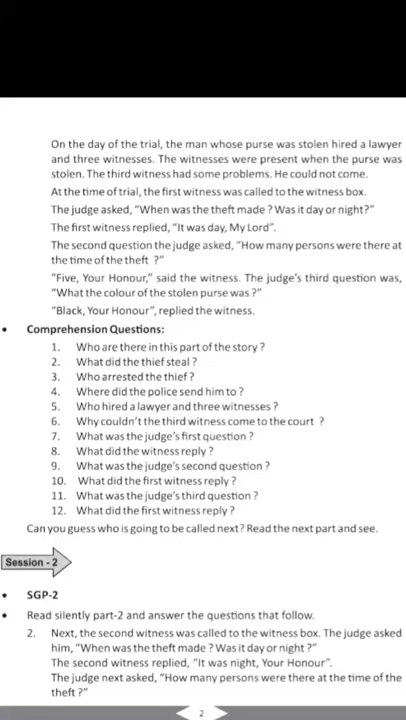 On the day of the trial, the man whose purse was stolen hired a lawyer
and three witnesses. The witnesses were present when the purse was
stolen. The third witness had some problems. He could not come.
At the time of trial, the first witness was called to the witness box.
The judge asked, “When was the theft made ? Was it day or night?”
The first witness replied, “It was day, My Lord”.
The second question the judge asked, “How many persons were there at
the time of the theft ?”
“Five, Your Honour,” said the witness. The judge’s third question was,
“What the colour of the stolen purse was ?”
“Black, Your Honour”, replied the witness.
• Comprehension Questions:
1. Who are there in this part of the story ?
2. What did the thief steal ?
3. Who arrested the thief ?
4. Where did the police send him to ?
5. Who hired a lawyer and three witnesses ?
6. Why couldn’t the third witness come to the court ?
7. What was the judge’s first question ?
8. What did the witness reply ?
9. What was the judge’s second question ?
10. What did the first witness reply ?
11. What was the judge’s third question ?
12. What did the first witness reply ?
Can you guess who is going to be called next? Read the next part and see.
Session - 2
• SGP-2
• Read silently part-2 and answer the questions that follow.
2. Next, the second witness was called to the witness box. The judge asked
him, “When was the theft made ? Was it day or night ?”
The second witness replied, “It was night, Your Honour”.
The judge next asked, “How many persons were there at the time of the
theft ?”
2